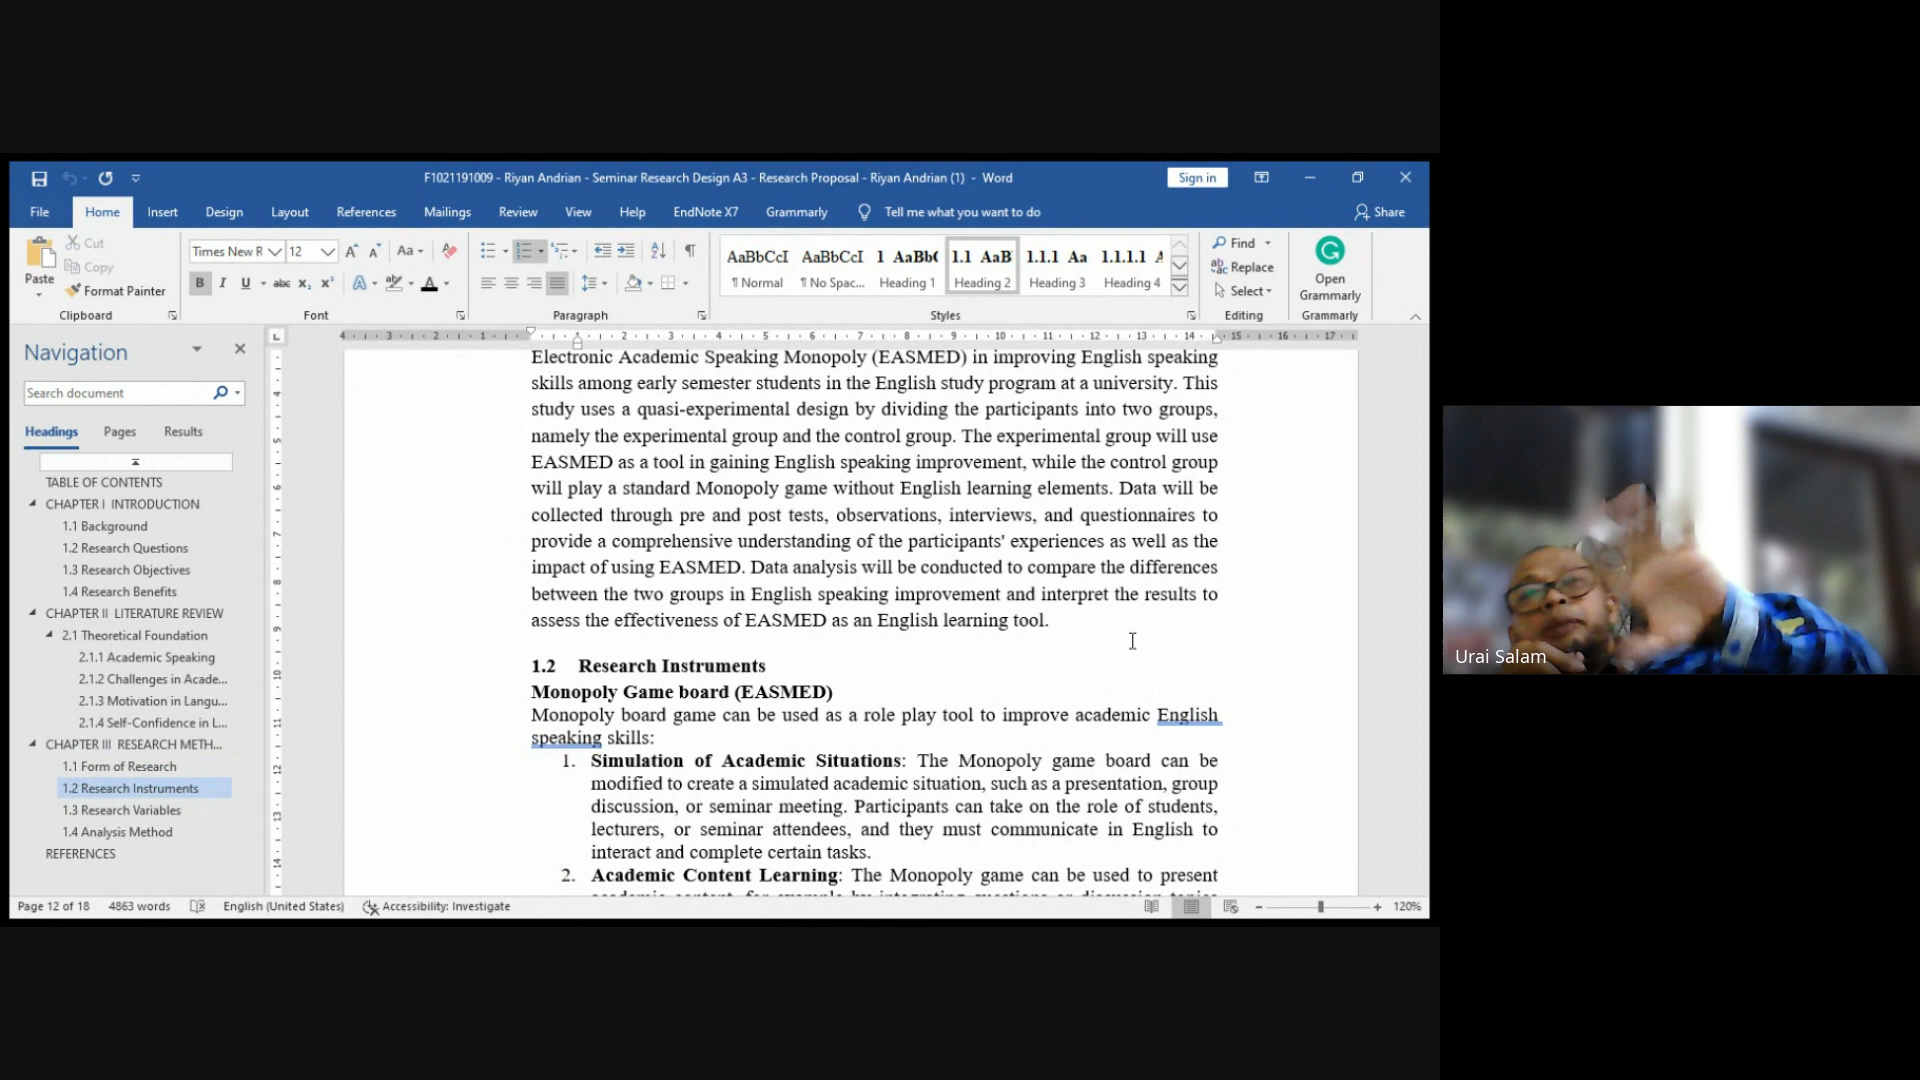 F1021191009 - Riyan Andrian - Seminar Research Design A3 - Research Proposal - Riyan Andrian (1) - Word
Sign in
File Home Insert Design Layout References Mailings Review View Help EndNote X7 Grammarly Tell me what you want to do Share
Paste
Cut
Copy
Format Painter
Clipboard
Times New R 12
Font
Paragraph
AaBbCcI AaBbCcI 1 AaBb( 1.1 AaB 1.1.1 Aa 1.1.1.1 A
¶ Normal ¶ No Spac... Heading 1 Heading 2 Heading 3 Heading 4
Styles
Find
Replace
Select
Editing
Open
Grammarly
Grammarly
Navigation
Search document
Headings Pages Results
TABLE OF CONTENTS
CHAPTER I INTRODUCTION
1.1 Background
1.2 Research Questions
1.3 Research Objectives
1.4 Research Benefits
CHAPTER II LITERATURE REVIEW
2.1 Theoretical Foundation
2.1.1 Academic Speaking
2.1.2 Challenges in Acade...
2.1.3 Motivation in Langu...
2.1.4 Self-Confidence in L...
CHAPTER III RESEARCH METH...
1.1 Form of Research
1.2 Research Instruments
1.3 Research Variables
1.4 Analysis Method
REFERENCES
Electronic Academic Speaking Monopoly (EASMED) in improving English speaking
skills among early semester students in the English study program at a university. This
study uses a quasi-experimental design by dividing the participants into two groups,
namely the experimental group and the control group. The experimental group will use
EASMED as a tool in gaining English speaking improvement, while the control group
will play a standard Monopoly game without English learning elements. Data will be
collected through pre and post tests, observations, interviews, and questionnaires to
provide a comprehensive understanding of the participants' experiences as well as the
impact of using EASMED. Data analysis will be conducted to compare the differences
between the two groups in English speaking improvement and interpret the results to
assess the effectiveness of EASMED as an English learning tool.
1.2 Research Instruments
Monopoly Game board (EASMED)
Monopoly board game can be used as a role play tool to improve academic English
speaking skills:
1. Simulation of Academic Situations: The Monopoly game board can be
modified to create a simulated academic situation, such as a presentation, group
discussion, or seminar meeting. Participants can take on the role of students,
lecturers, or seminar attendees, and they must communicate in English to
interact and complete certain tasks.
2. Academic Content Learning: The Monopoly game can be used to present
Page 12 of 18 4863 words English (United States) Accessibility: Investigate 120%
Urai Salam